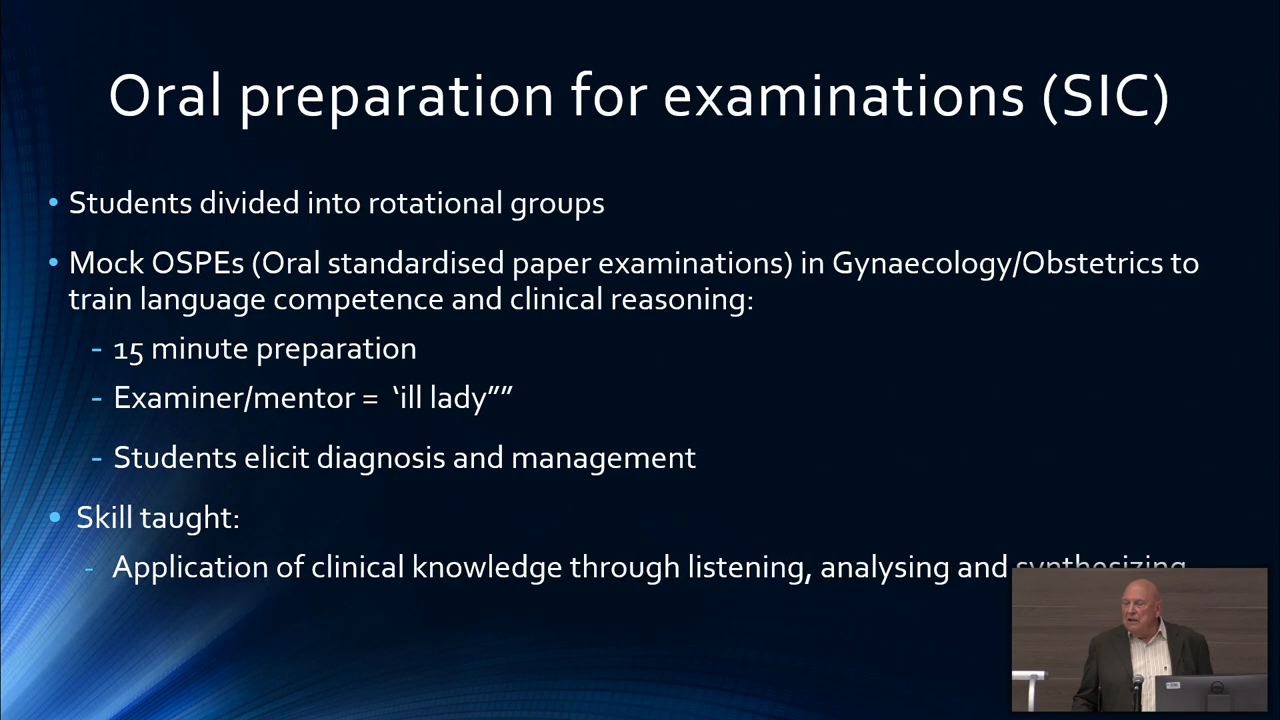 Oral preparation for examinations (SIC)
• Students divided into rotational groups
• Mock OSPEs (Oral standardised paper examinations) in Gynaecology/Obstetrics to
train language competence and clinical reasoning:
- 15 minute preparation
- Examiner/mentor = ‘ill lady””
- Students elicit diagnosis and management
• Skill taught:
- Application of clinical knowledge through listening, analysing and synthesizing